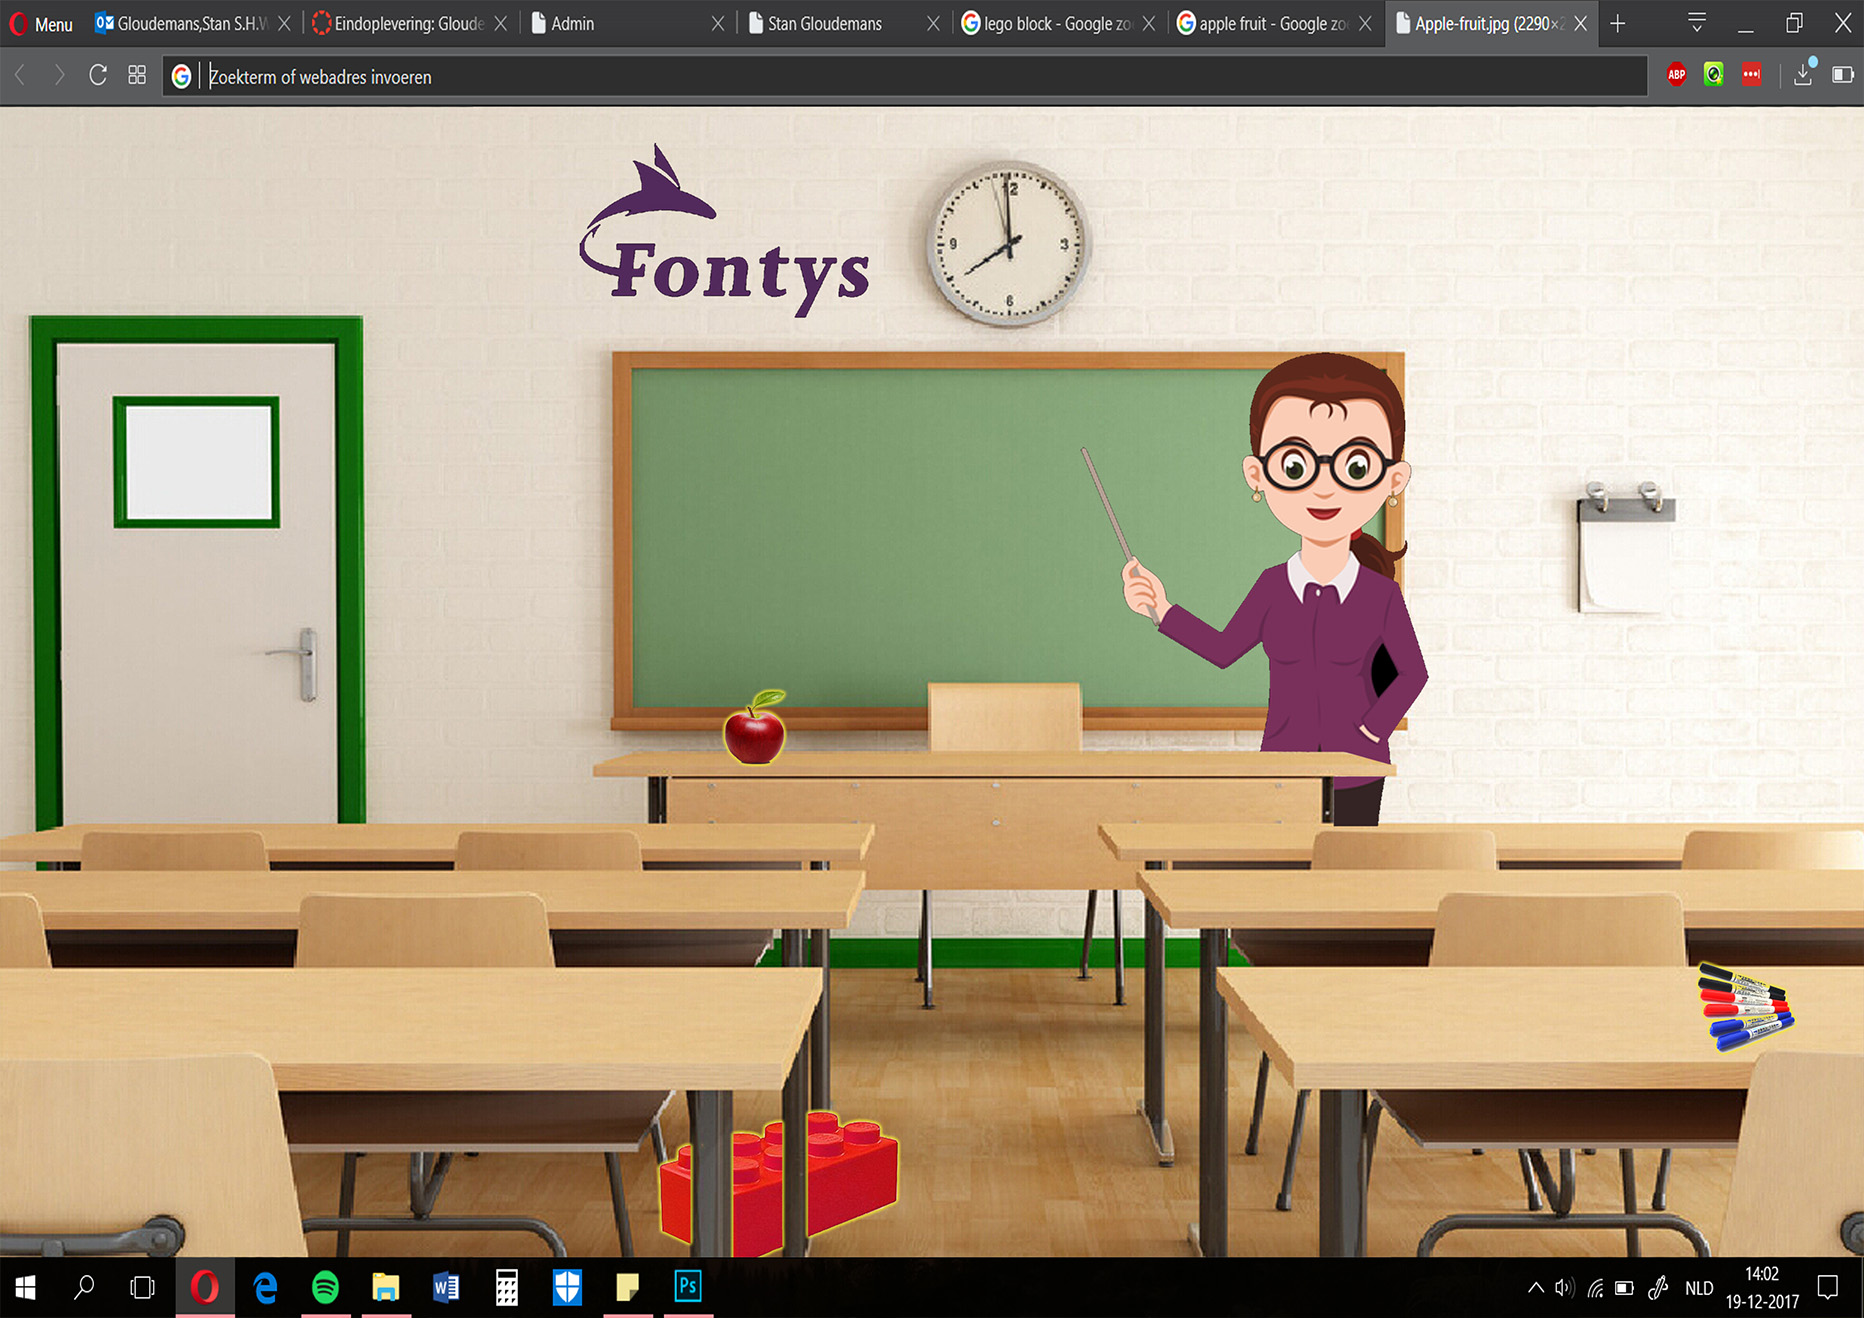 Menu
Gloudemans,Stan S.H.W
Eindoplevering: Gloude
Admin
Stan Gloudemans
lego block - Google zo
apple fruit - Google zo
Apple-fruit.jpg (2290×2
Zoekterm of webadres invoeren
ABP
Fontys
12
9
3
6
Ps
NLD
14:02
19-12-2017